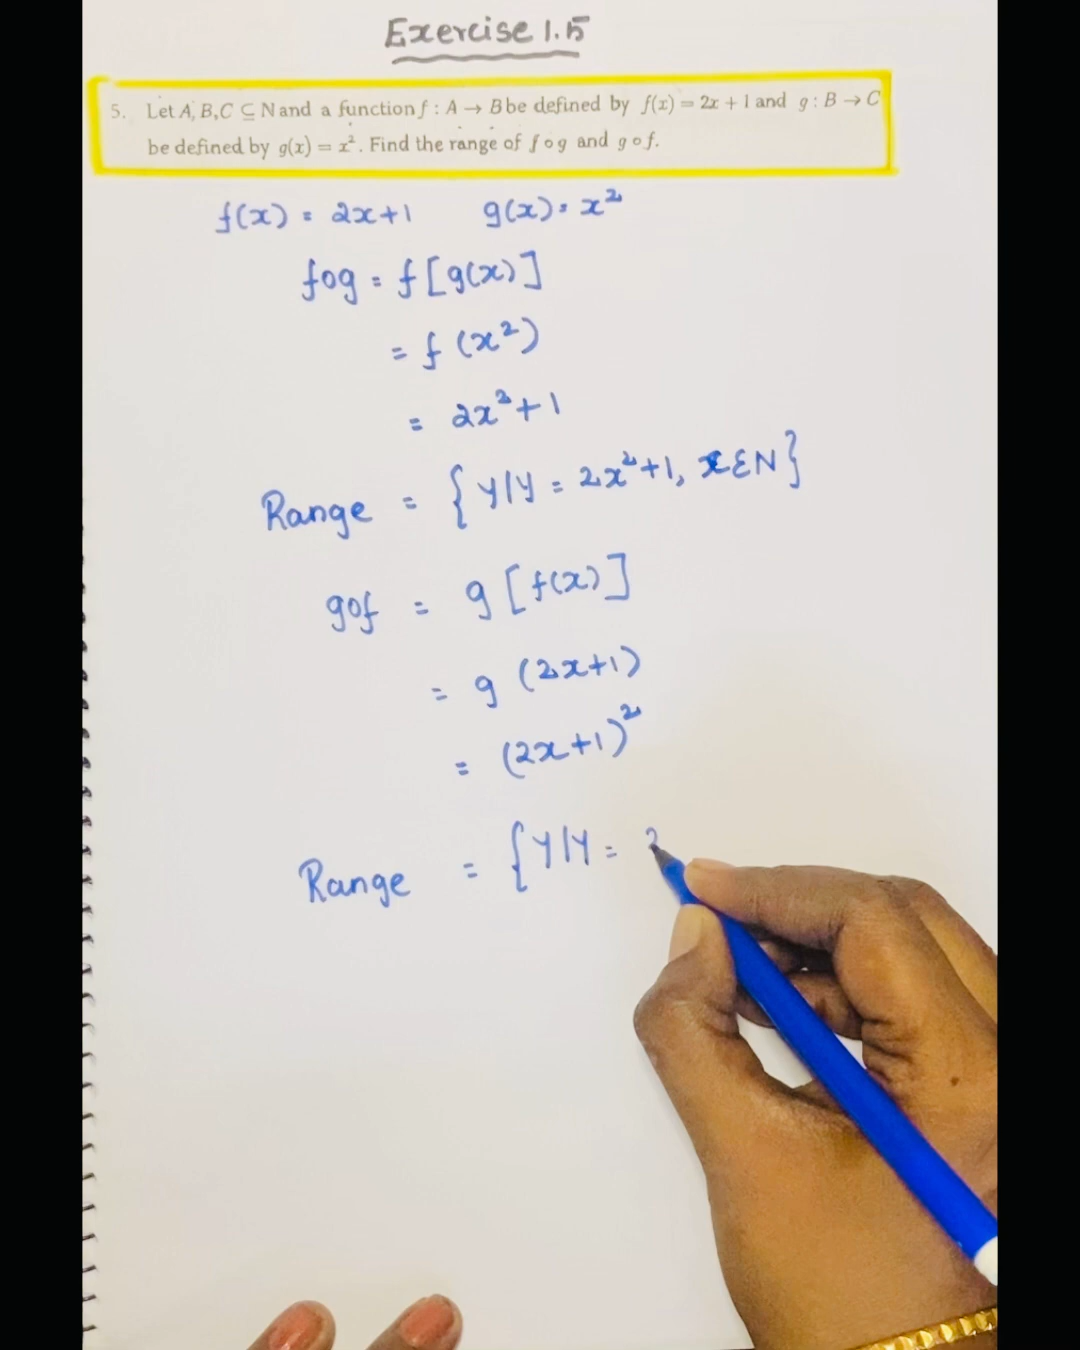 Exercise 1.5
5. Let A, B,C ⊆ N and a function f : A → B be defined by f(x) = 2x + 1 and g : B → C
be defined by g(x) = x². Find the range of f o g and g o f.
f(x) = 2x+1 g(x) = x²
fog = f[g(x)]
= f(x²)
= 2x²+1
Range = {Y/Y = 2x²+1, x∈N}
gof = g[f(x)]
= g(2x+1)
= (2x+1)²
Range = {Y/Y =